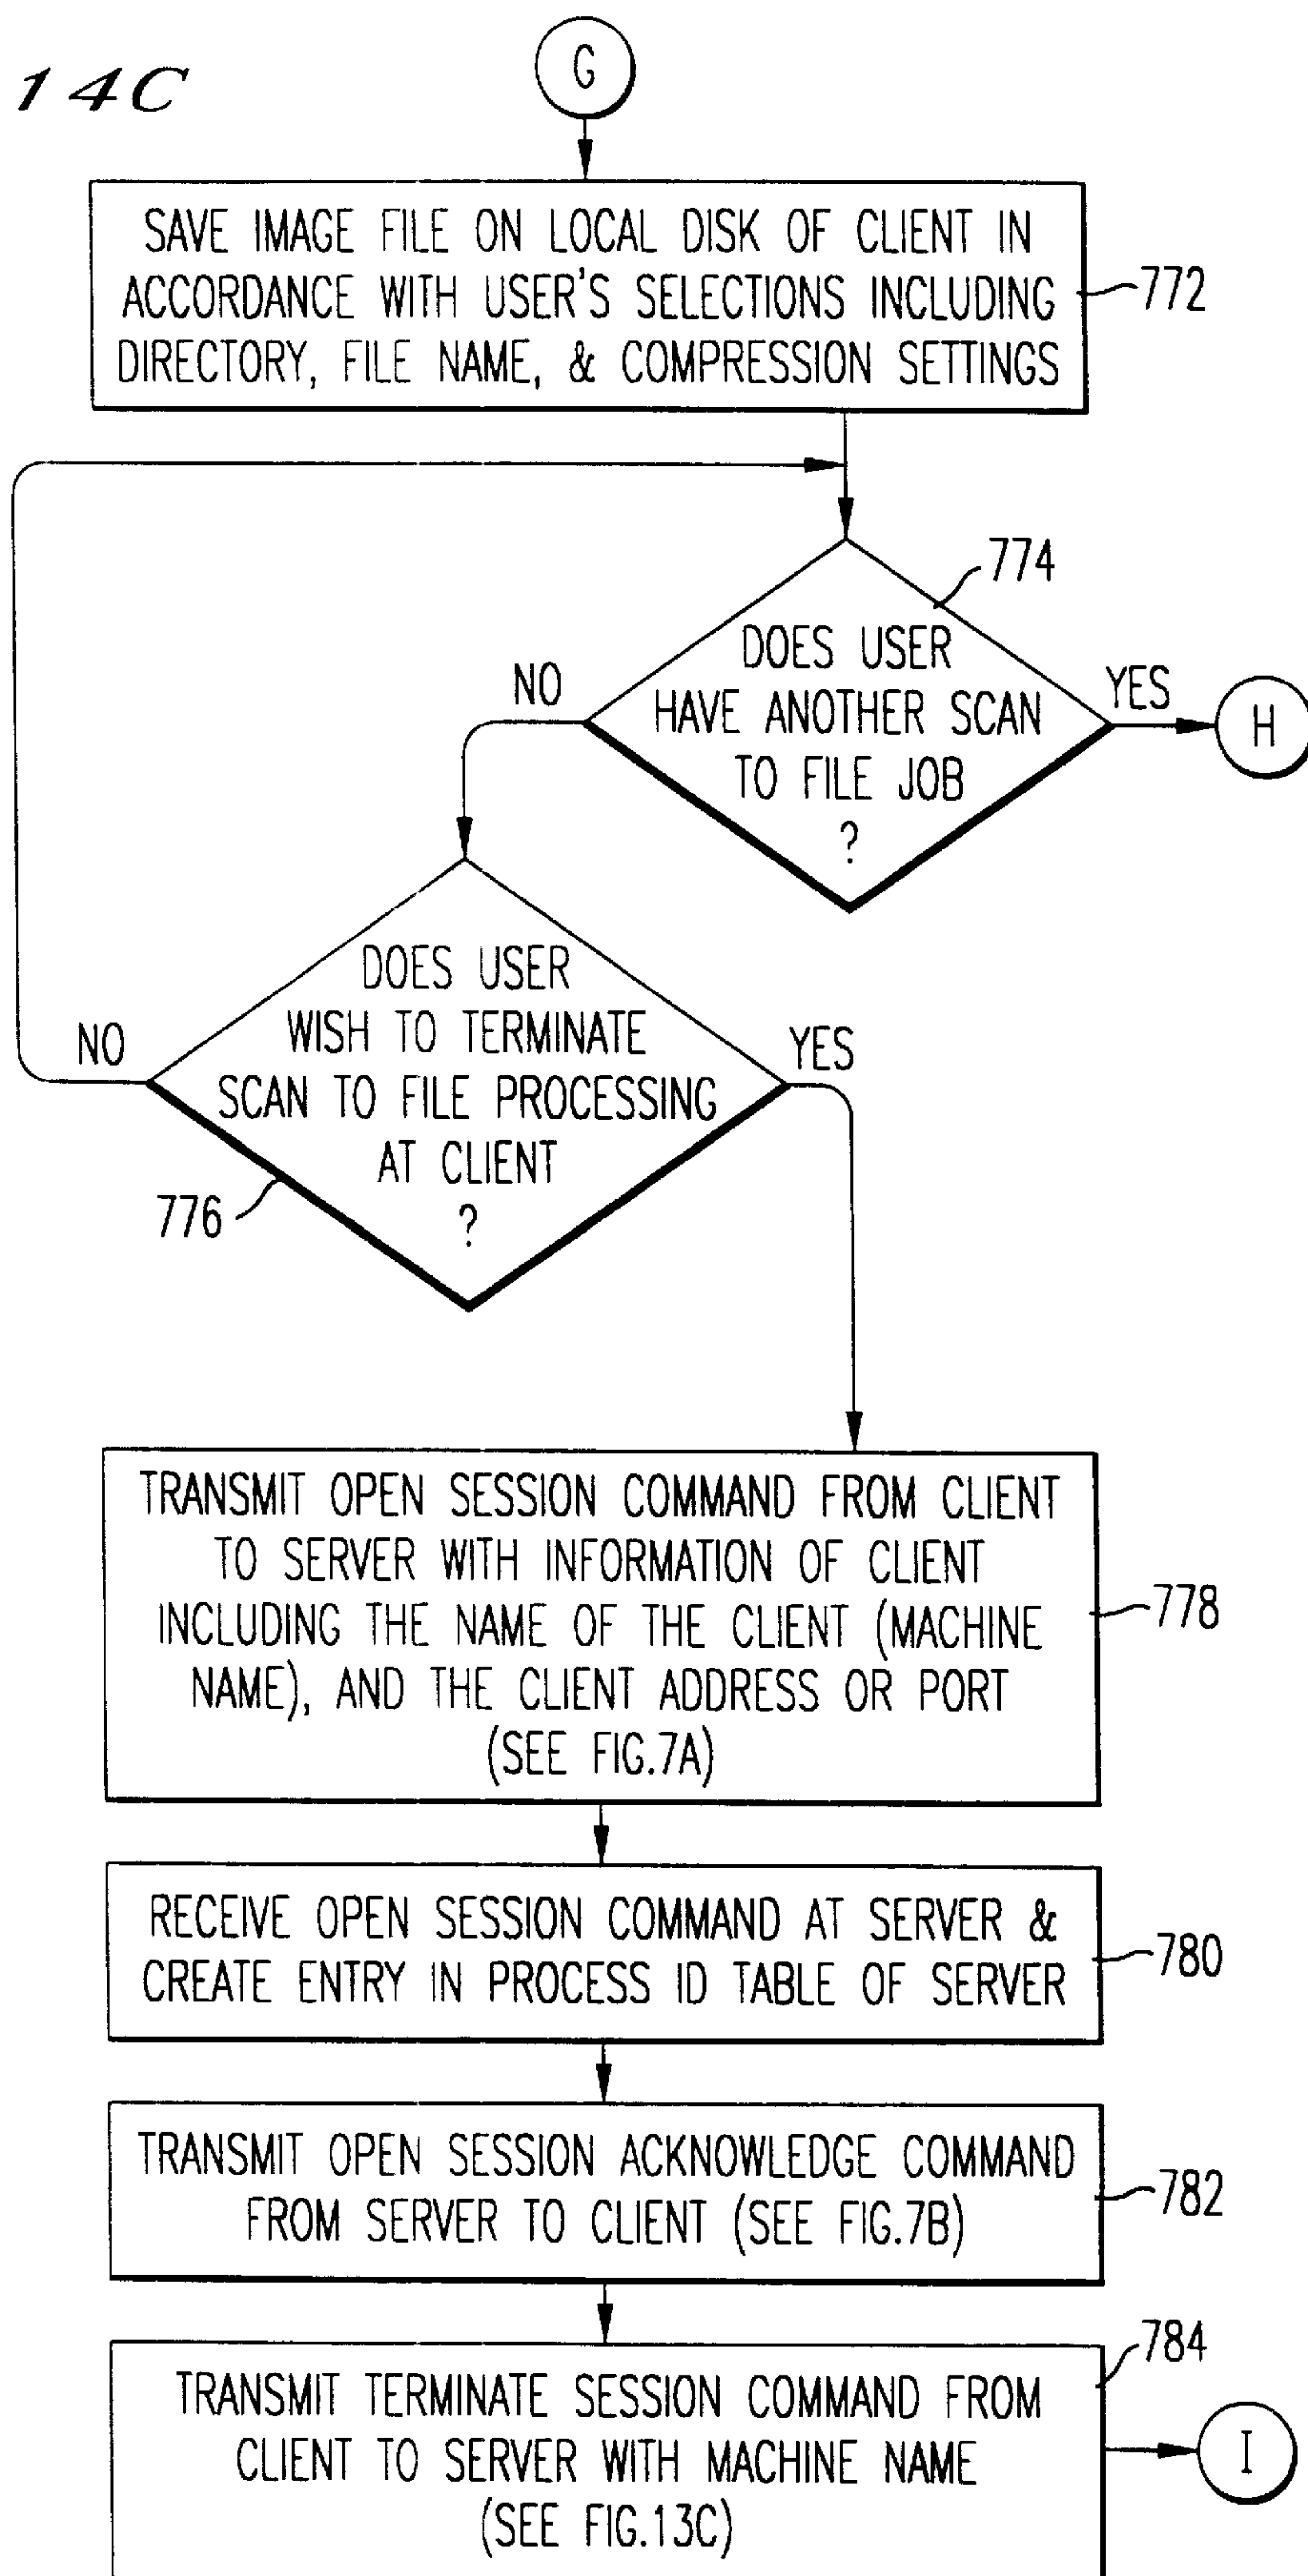 14C
G
SAVE IMAGE FILE ON LOCAL DISK OF CLIENT IN
ACCORDANCE WITH USER'S SELECTIONS INCLUDING
DIRECTORY, FILE NAME, & COMPRESSION SETTINGS
772
774
DOES USER
HAVE ANOTHER SCAN
TO FILE JOB
?
NO
YES
H
DOES USER
WISH TO TERMINATE
SCAN TO FILE PROCESSING
AT CLIENT
?
NO
YES
776
TRANSMIT OPEN SESSION COMMAND FROM CLIENT
TO SERVER WITH INFORMATION OF CLIENT
INCLUDING THE NAME OF THE CLIENT (MACHINE
NAME), AND THE CLIENT ADDRESS OR PORT
(SEE FIG.7A)
778
RECEIVE OPEN SESSION COMMAND AT SERVER &
CREATE ENTRY IN PROCESS ID TABLE OF SERVER
780
TRANSMIT OPEN SESSION ACKNOWLEDGE COMMAND
FROM SERVER TO CLIENT (SEE FIG.7B)
782
784
TRANSMIT TERMINATE SESSION COMMAND FROM
CLIENT TO SERVER WITH MACHINE NAME
(SEE FIG.13C)
I